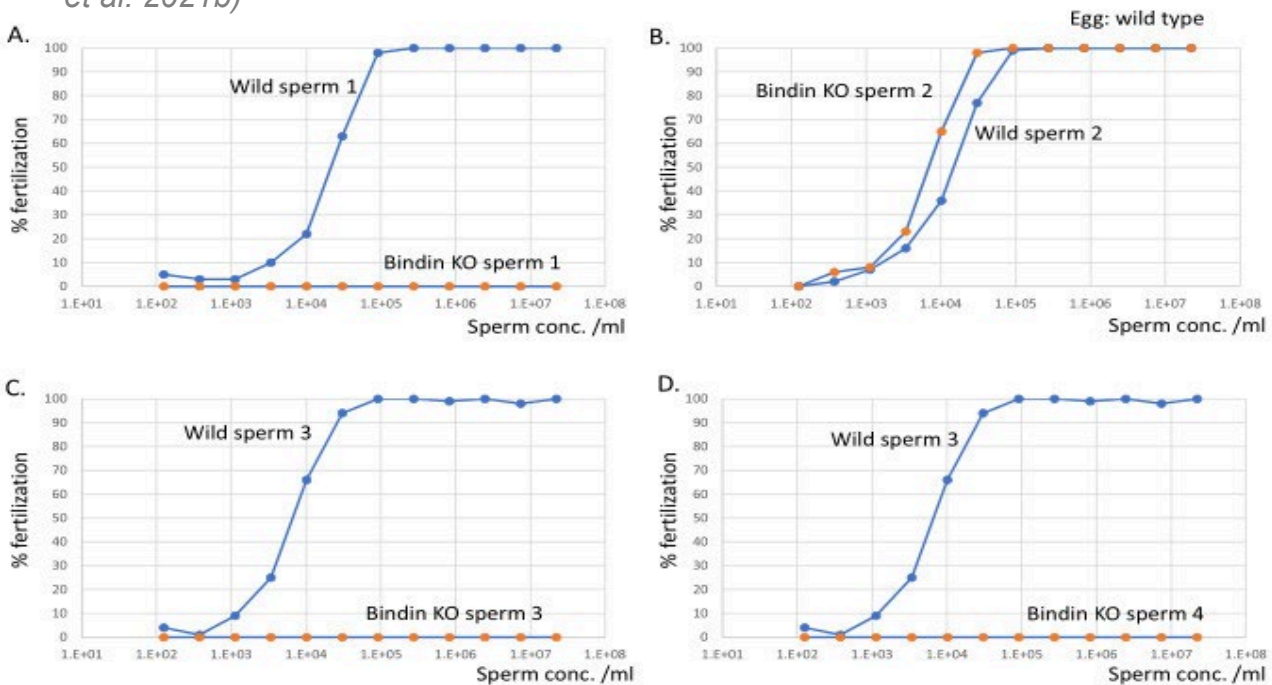 et al. 2021b)
Egg: wild type
A.
100
90
80
70
60
50
40
30
20
10
0
% fertilization
Wild sperm 1
Bindin KO sperm 1
1.E+01 1.E+02 1.E+03 1.E+04 1.E+05 1.E+06 1.E+07 1.E+08
Sperm conc. /ml
B.
100
90
80
70
60
50
40
30
20
10
0
% fertilization
Bindin KO sperm 2
Wild sperm 2
1.E+01 1.E+02 1.E+03 1.E+04 1.E+05 1.E+06 1.E+07 1.E+08
Sperm conc. /ml
C.
100
90
80
70
60
50
40
30
20
10
0
% fertilization
Wild sperm 3
Bindin KO sperm 3
1.E+01 1.E+02 1.E+03 1.E+04 1.E+05 1.E+06 1.E+07 1.E+08
Sperm conc. /ml
D.
100
90
80
70
60
50
40
30
20
10
0
% fertilization
Wild sperm 3
Bindin KO sperm 4
1.E+01 1.E+02 1.E+03 1.E+04 1.E+05 1.E+06 1.E+07 1.E+08
Sperm conc. /ml